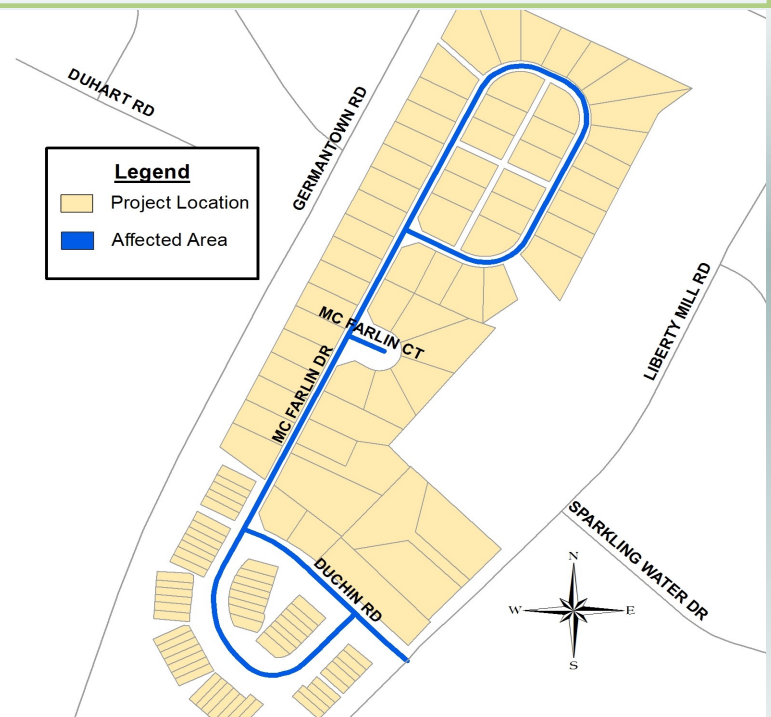 DUHART RD
GERMANTOWN RD
Legend
Project Location
Affected Area
LIBERTY MILL RD
MC FARLIN CT
MC FARLIN DR
SPARKLING WATER DR
DUCHIN RD
N
W
E
S